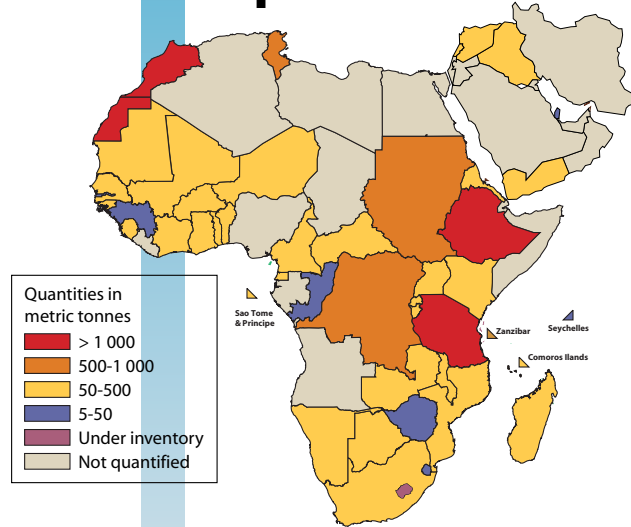 Quantities in
metric tonnes
> 1 000
500-1 000
50-500
5-50
Under inventory
Not quantified
Sao Tome
& Principe
Zanzibar
Seychelles
Comoros Ilands